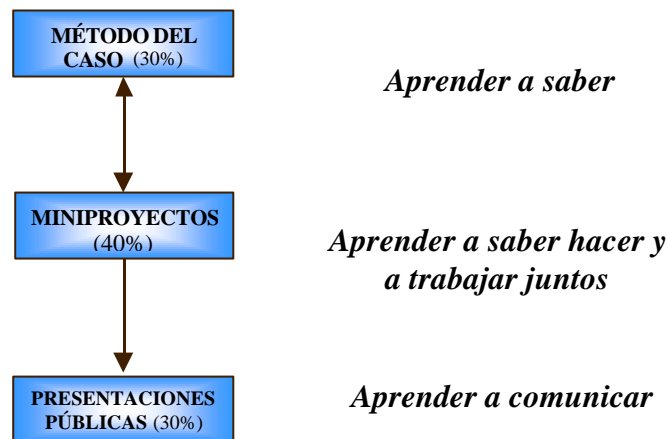 MÉTODO DEL
CASO (30%)
Aprender a saber
MINIPROYECTOS
(40%)
Aprender a saber hacer y
a trabajar juntos
PRESENTACIONES
PÚBLICAS (30%)
Aprender a comunicar